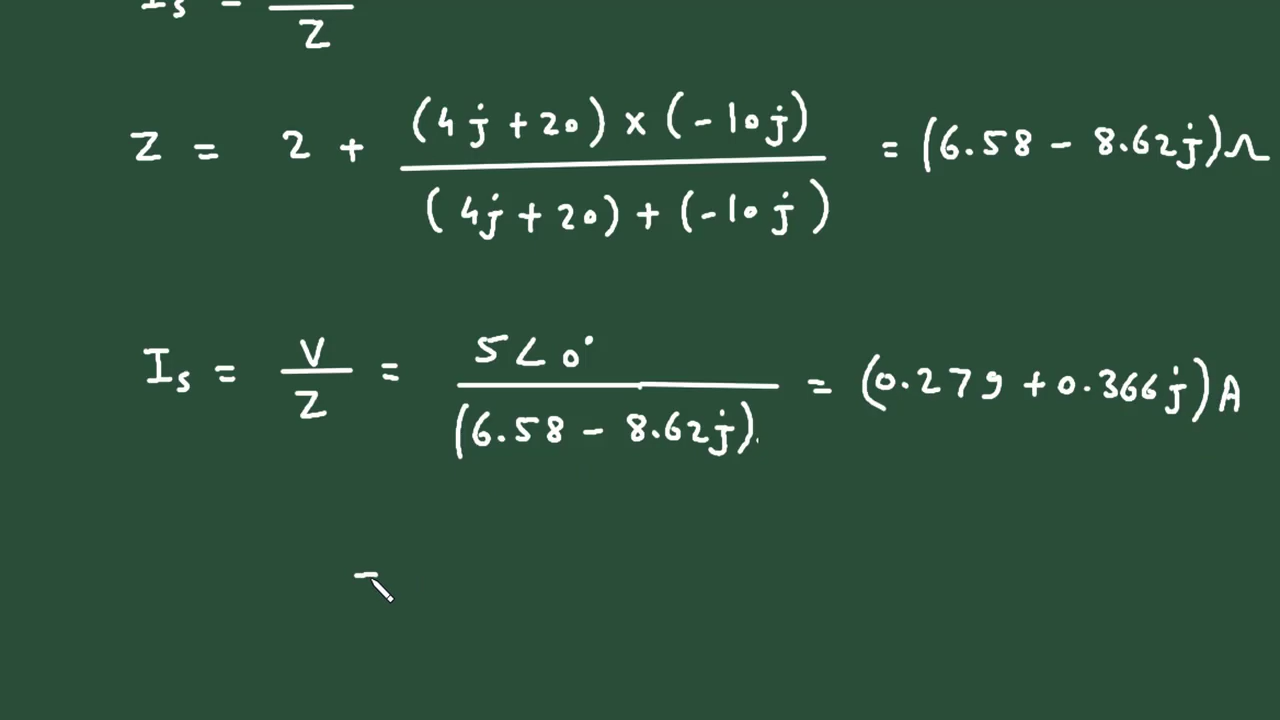 Is = — Z
Z = 2 + (4j + 20) x (-10j) / (4j + 20) + (-10j) = (6.58 - 8.62j) Ω
Is = V / Z = 5∠0° / (6.58 - 8.62j). = (0.279 + 0.366j) A